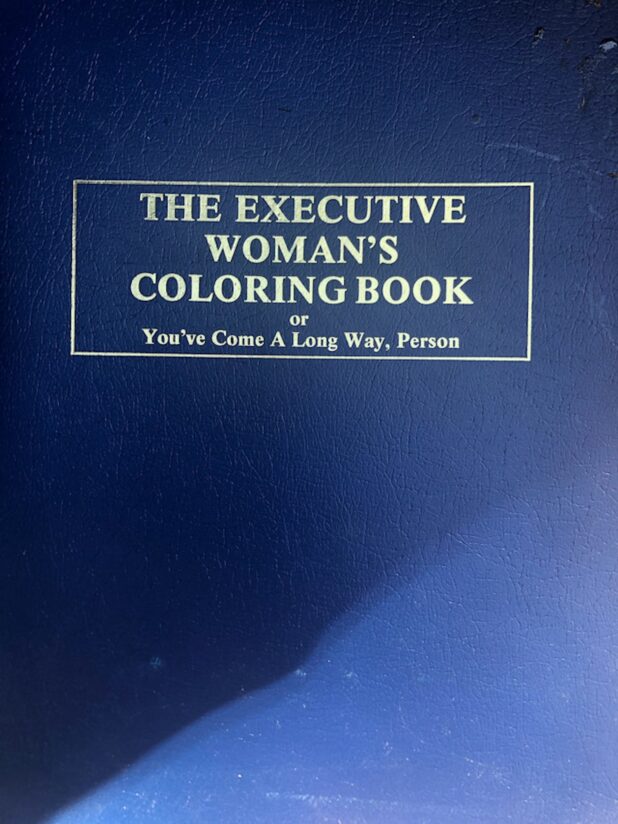 THE EXECUTIVE
WOMAN'S
COLORING BOOK
or
You've Come A Long Way, Person